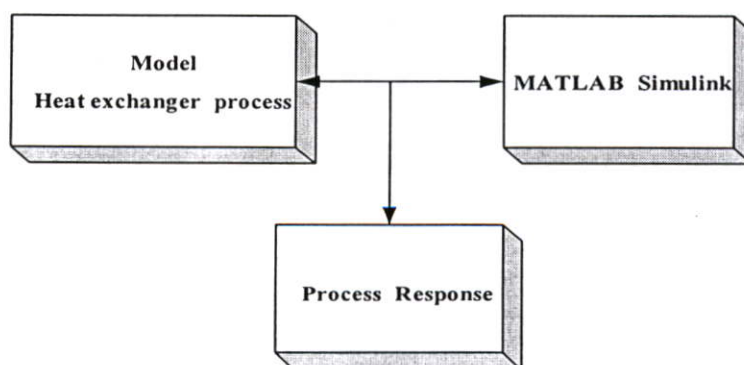 Model
Heat exchanger process
MATLAB Simulink
Process Response